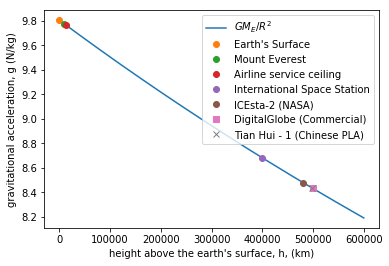 GM_E/R^2
Earth's Surface
Mount Everest
Airline service ceiling
International Space Station
ICEsta-2 (NASA)
DigitalGlobe (Commercial)
Tian Hui - 1 (Chinese PLA)
gravitational acceleration, g (N/kg)
9.8
9.6
9.4
9.2
9.0
8.8
8.6
8.4
8.2
0 100000 200000 300000 400000 500000 600000
height above the earth's surface, h, (km)